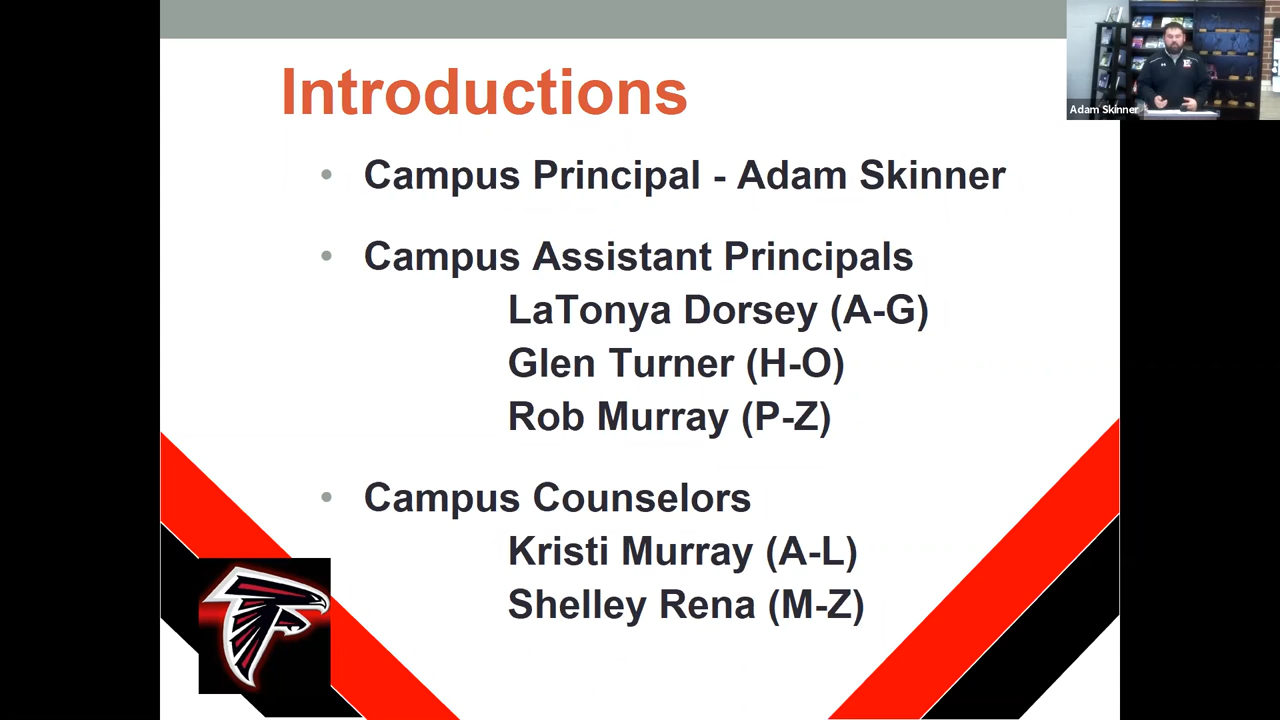 Introductions
Adam Skinner
• Campus Principal - Adam Skinner
• Campus Assistant Principals
LaTonya Dorsey (A-G)
Glen Turner (H-O)
Rob Murray (P-Z)
• Campus Counselors
Kristi Murray (A-L)
Shelley Rena (M-Z)